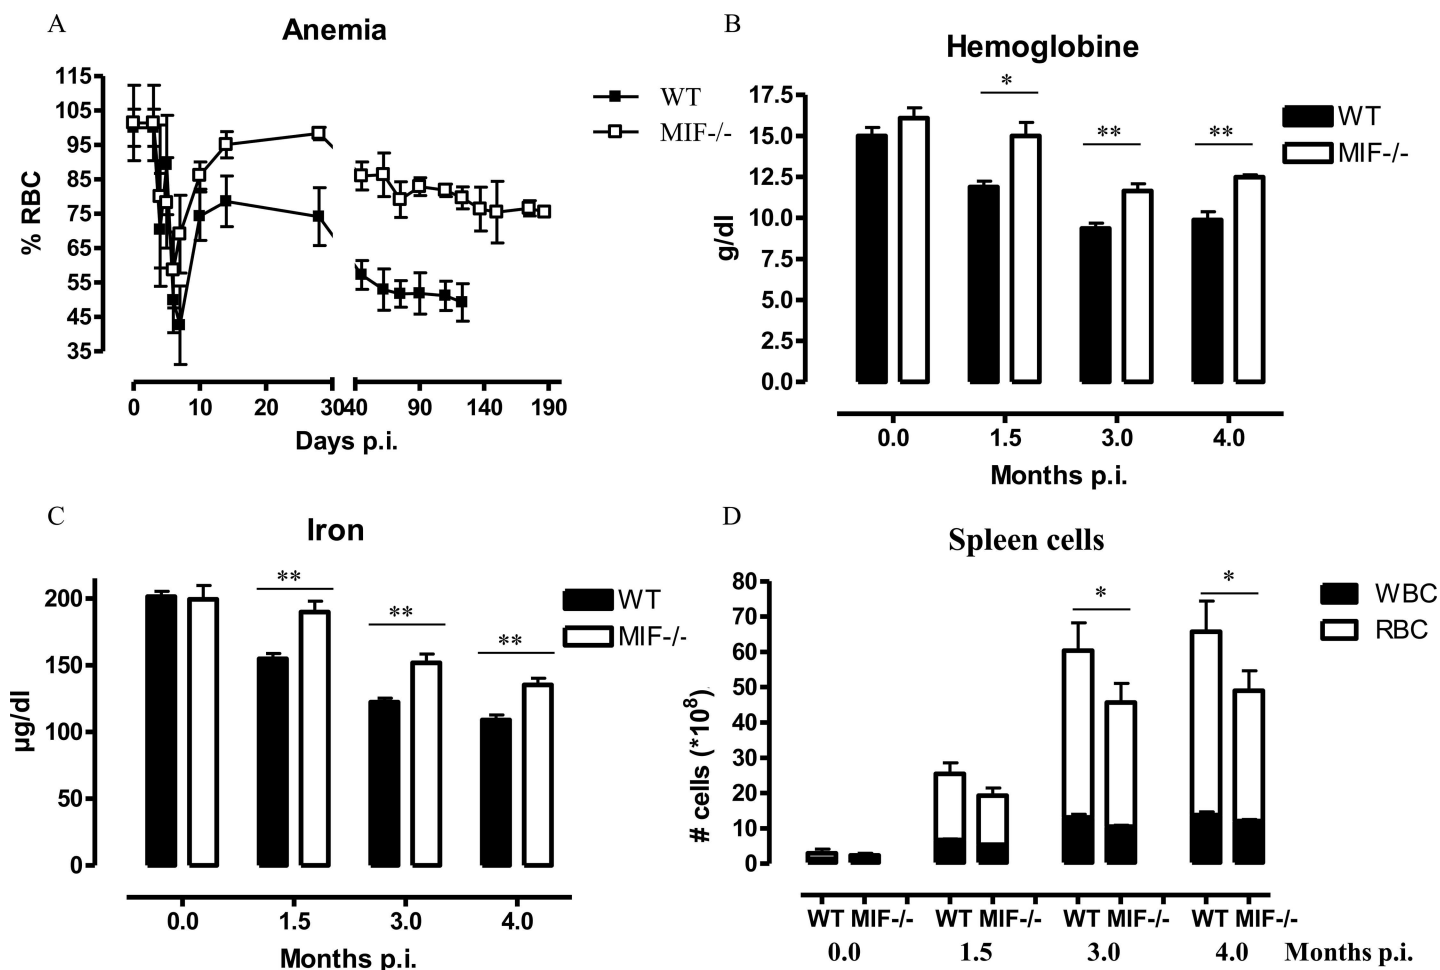 A
Anemia
115
105
95
85
75
65
55
45
35
% RBC
0 10 20 30 40 90 140 190
Days p.i.
WT
MIF-/-
B
Hemoglobine
17.5
15.0
12.5
10.0
7.5
5.0
2.5
0.0
g/dl
* ** **
0.0 1.5 3.0 4.0
Months p.i.
WT
MIF-/-
C
Iron
200
150
100
50
0
µg/dl
** ** **
0.0 1.5 3.0 4.0
Months p.i.
WT
MIF-/-
D
Spleen cells
80
70
60
50
40
30
20
10
0
# cells (*10⁸)
* *
WBC
RBC
WT MIF-/- WT MIF-/- WT MIF-/- WT MIF-/-
0.0 1.5 3.0 4.0 Months p.i.